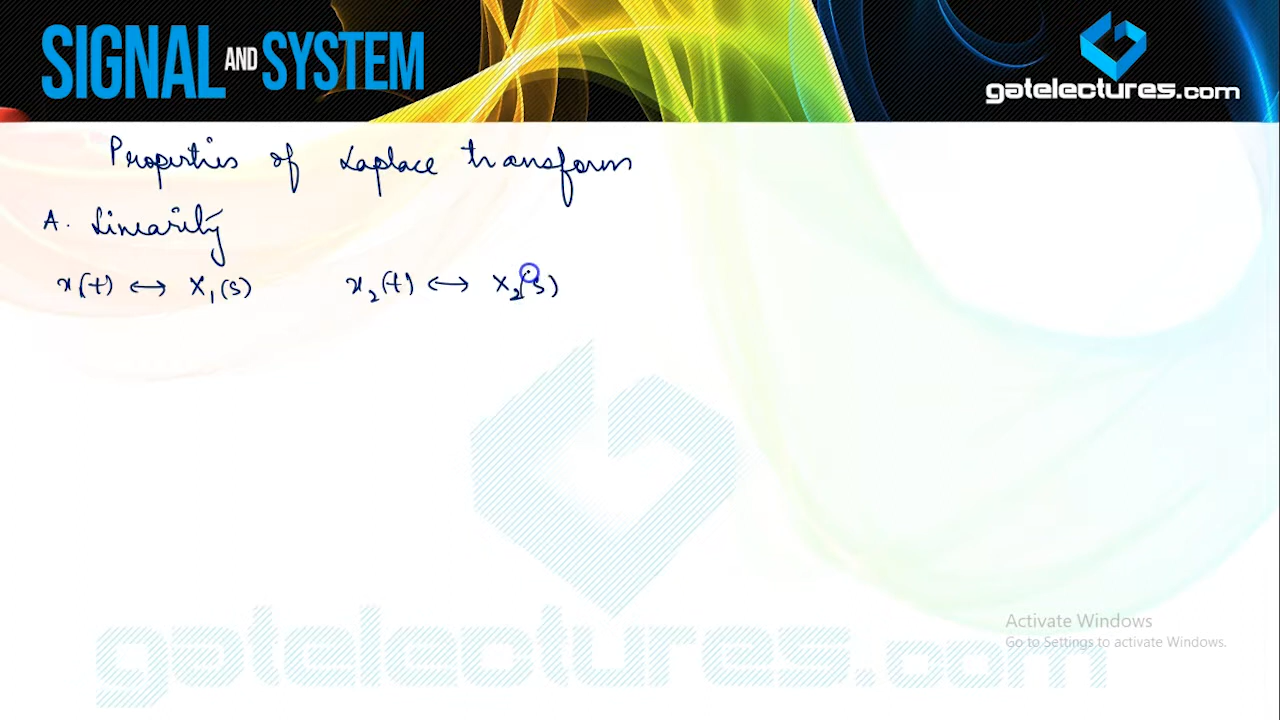 SIGNAL AND SYSTEM
gatelectures.com
Properties of Laplace transform
A. Linearity
x(t) ↔ X₁(s) x₂(t) ↔ X₂(s)
gatelectures.com
Activate Windows
Go to Settings to activate Windows.